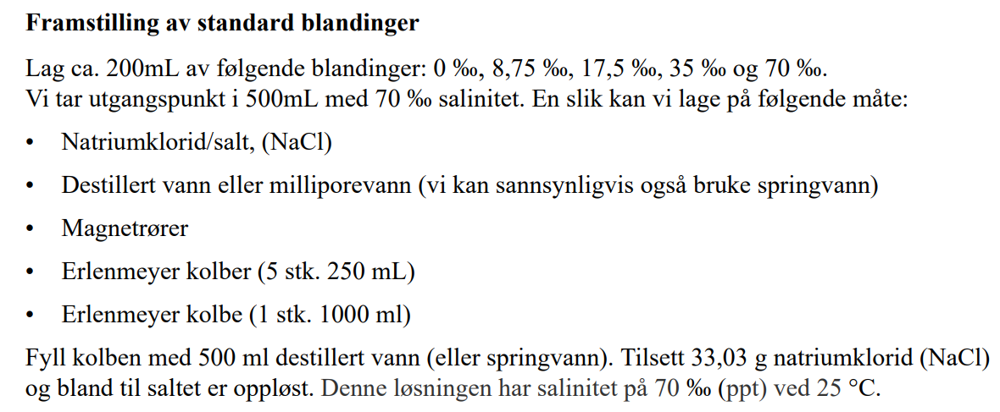 Framstilling av standard blandinger
Lag ca. 200mL av følgende blandinger: 0 ‰, 8,75 ‰, 17,5 ‰, 35 ‰ og 70 ‰.
Vi tar utgangspunkt i 500mL med 70 ‰ salinitet. En slik kan vi lage på følgende måte:
• Natriumklorid/salt, (NaCl)
• Destillert vann eller milliporevann (vi kan sannsynligvis også bruke springvann)
• Magnetrører
• Erlenmeyer kolber (5 stk. 250 mL)
• Erlenmeyer kolbe (1 stk. 1000 ml)
Fyll kolben med 500 ml destillert vann (eller springvann). Tilsett 33,03 g natriumklorid (NaCl)
og bland til saltet er oppløst. Denne løsningen har salinitet på 70 ‰ (ppt) ved 25 °C.